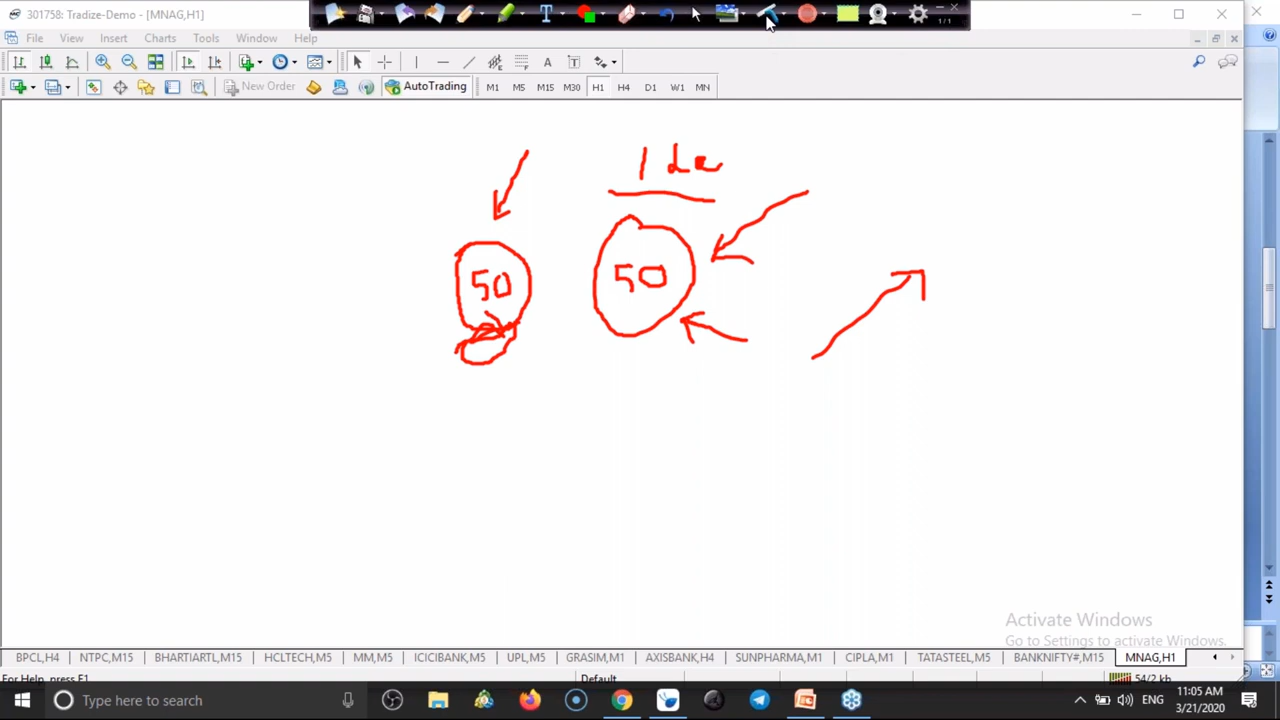 301758: Tradize-Demo - [MNAG,H1]
1/1
File View Insert Charts Tools Window Help
New Order AutoTrading M1 M5 M15 M30 H1 H4 D1 W1 MN
50 50
Activate Windows
Go to Settings to activate Windows.
BPCL,H4 NTPC,M15 BHARTIARTL,M15 HCLTECH,M5 MM,M5 ICICIBANK,M5 UPL,M5 GRASIM,M1 AXISBANK,H4 SUNPHARMA,M1 CIPLA,M1 TATASTEEL,M5 BANKNIFTY#,M15 MNAG,H1
For Help, press F1 Default 54/2 kb
Type here to search ENG 11:05 AM
3/21/2020